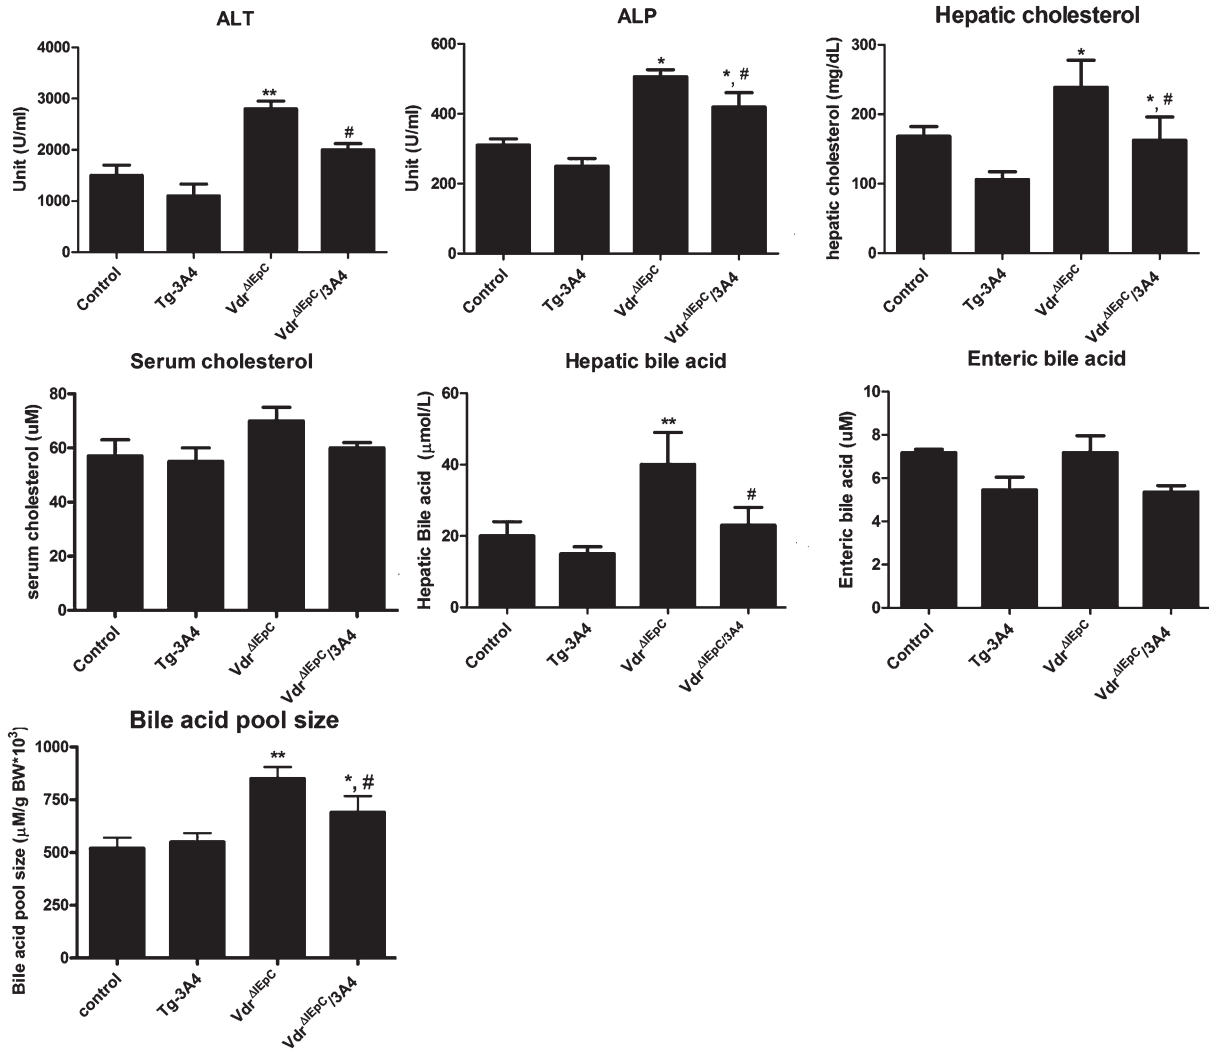 ALT
Unit (U/ml)
4000
3000
2000
1000
0
**
#
Control
Tg-3A4
Vdr^ΔIEpC
Vdr^ΔIEpC/3A4
ALP
Unit (U/ml)
600
400
200
0
*
*, #
Control
Tg-3A4
Vdr^ΔIEpC
Vdr^ΔIEpC/3A4
Hepatic cholesterol
hepatic cholesterol (mg/dL)
300
200
100
0
*
*, #
Control
Tg-3A4
Vdr^ΔIEpC
Vdr^ΔIEpC/3A4
Serum cholesterol
serum cholesterol (uM)
80
60
40
20
0
Control
Tg-3A4
Vdr^ΔIEpC
Vdr^ΔIEpC/3A4
Hepatic bile acid
Hepatic Bile acid (μmol/L)
60
40
20
0
**
#
Control
Tg-3A4
Vdr^ΔIEpC
Vdr^ΔIEpC/3A4
Enteric bile acid
Enteric bile acid (uM)
10
8
6
4
2
0
Control
Tg-3A4
Vdr^ΔIEpC
Vdr^ΔIEpC/3A4
Bile acid pool size
Bile acid pool size (μM/g BW*10³)
1000
750
500
250
0
**
*, #
control
Tg-3A4
Vdr^ΔIEpC
Vdr^ΔIEpC/3A4